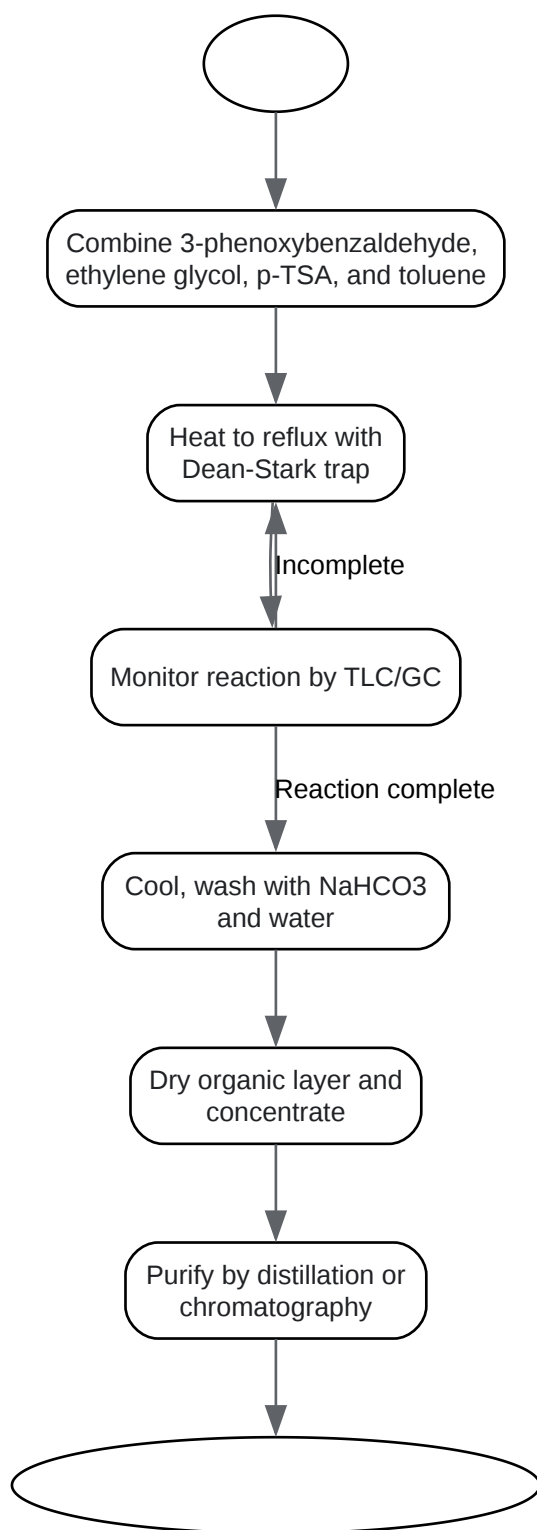 Combine 3-phenoxybenzaldehyde,
ethylene glycol, p-TSA, and toluene
Heat to reflux with
Dean-Stark trap
Incomplete
Monitor reaction by TLC/GC
Reaction complete
Cool, wash with NaHCO3
and water
Dry organic layer and
concentrate
Purify by distillation or
chromatography